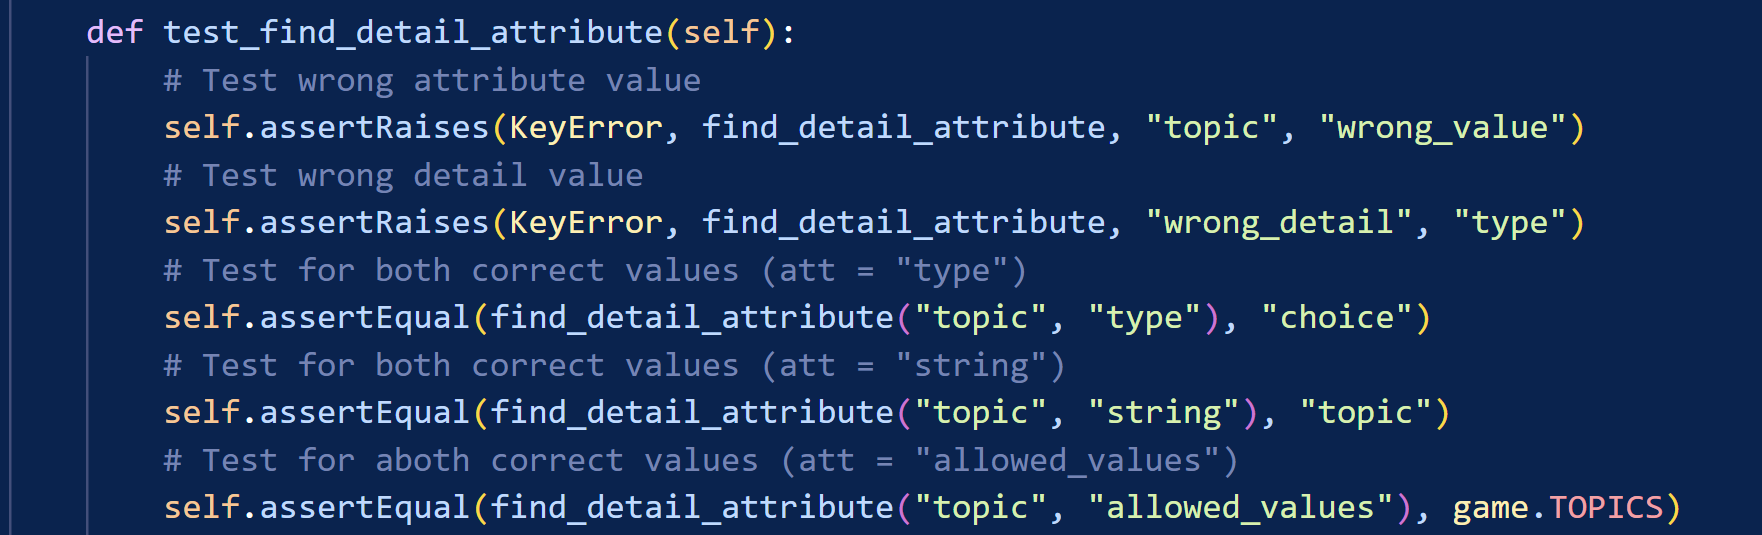 def test_find_detail_attribute(self):
# Test wrong attribute value
self.assertRaises(KeyError, find_detail_attribute, "topic", "wrong_value")
# Test wrong detail value
self.assertRaises(KeyError, find_detail_attribute, "wrong_detail", "type")
# Test for both correct values (att = "type")
self.assertEqual(find_detail_attribute("topic", "type"), "choice")
# Test for both correct values (att = "string")
self.assertEqual(find_detail_attribute("topic", "string"), "topic")
# Test for aboth correct values (att = "allowed_values")
self.assertEqual(find_detail_attribute("topic", "allowed_values"), game.TOPICS)